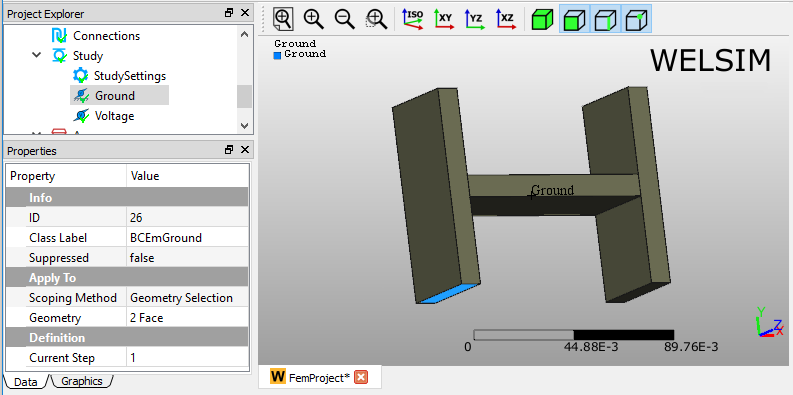 Project Explorer
Connections
Study
StudySettings
Ground
Voltage
Properties
Property Value
Info
ID 26
Class Label BCEmGround
Suppressed false
Apply To
Scoping Method Geometry Selection
Geometry 2 Face
Definition
Current Step 1
Data Graphics
ISO XY YZ XZ
Ground
Ground
WELSIM
Ground
0 44.88E-3 89.76E-3
Y
Z
X
W FemProject*